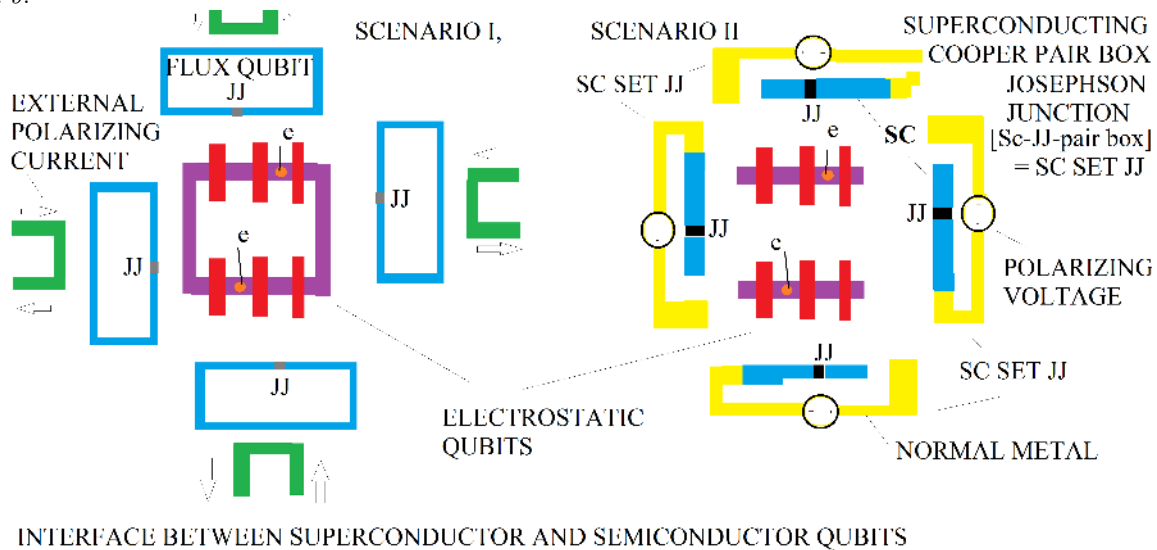 SCENARIO I,
SCENARIO II
SUPERCONDUCTING
COOPER PAIR BOX
JOSEPHSON
JUNCTION
[Sc-JJ-pair box]
= SC SET JJ
FLUX QUBIT
JJ
EXTERNAL
POLARIZING
CURRENT
e
JJ
JJ
e
JJ
SC SET JJ
JJ
e
SC
JJ
JJ
e
POLARIZING
VOLTAGE
JJ
SC SET JJ
ELECTROSTATIC
QUBITS
NORMAL METAL
INTERFACE BETWEEN SUPERCONDUCTOR AND SEMICONDUCTOR QUBITS